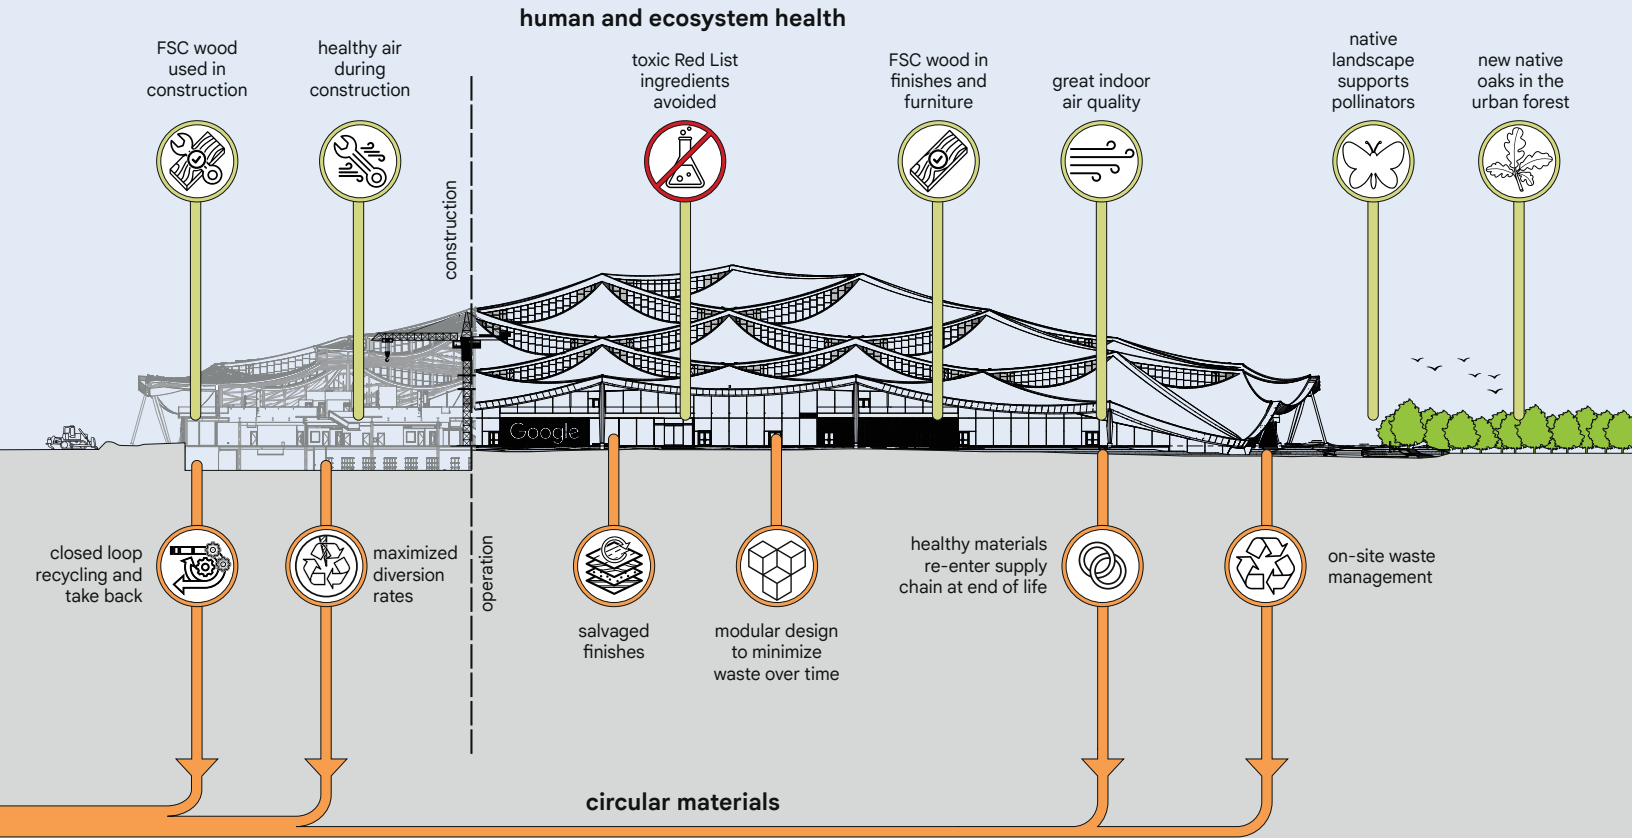 human and ecosystem health
FSC wood
used in
construction
healthy air
during
construction
toxic Red List
ingredients
avoided
FSC wood in
finishes and
furniture
great indoor
air quality
native
landscape
supports
pollinators
new native
oaks in the
urban forest
construction
Google
operation
closed loop
recycling and
take back
maximized
diversion
rates
salvaged
finishes
modular design
to minimize
waste over time
healthy materials
re-enter supply
chain at end of life
on-site waste
management
circular materials